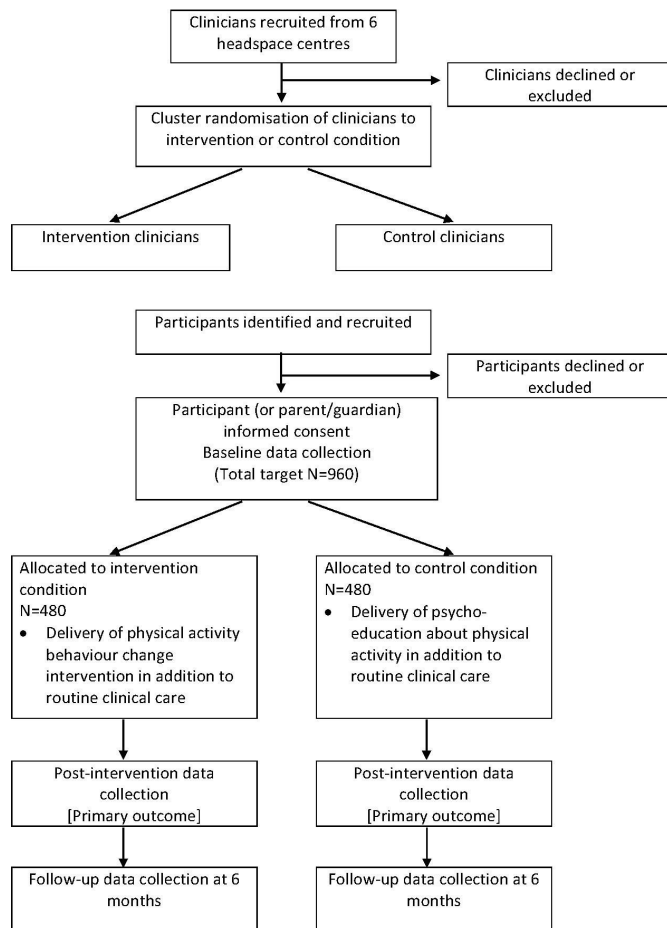 Clinicians recruited from 6
headspace centres
Clinicians declined or
excluded
Cluster randomisation of clinicians to
intervention or control condition
Intervention clinicians
Control clinicians
Participants identified and recruited
Participants declined or
excluded
Participant (or parent/guardian)
informed consent
Baseline data collection
(Total target N=960)
Allocated to intervention
condition
N=480
• Delivery of physical activity
behaviour change
intervention in addition to
routine clinical care
Allocated to control condition
N=480
• Delivery of psycho-
education about physical
activity in addition to
routine clinical care
Post-intervention data
collection
[Primary outcome]
Post-intervention data
collection
[Primary outcome]
Follow-up data collection at 6
months
Follow-up data collection at 6
months